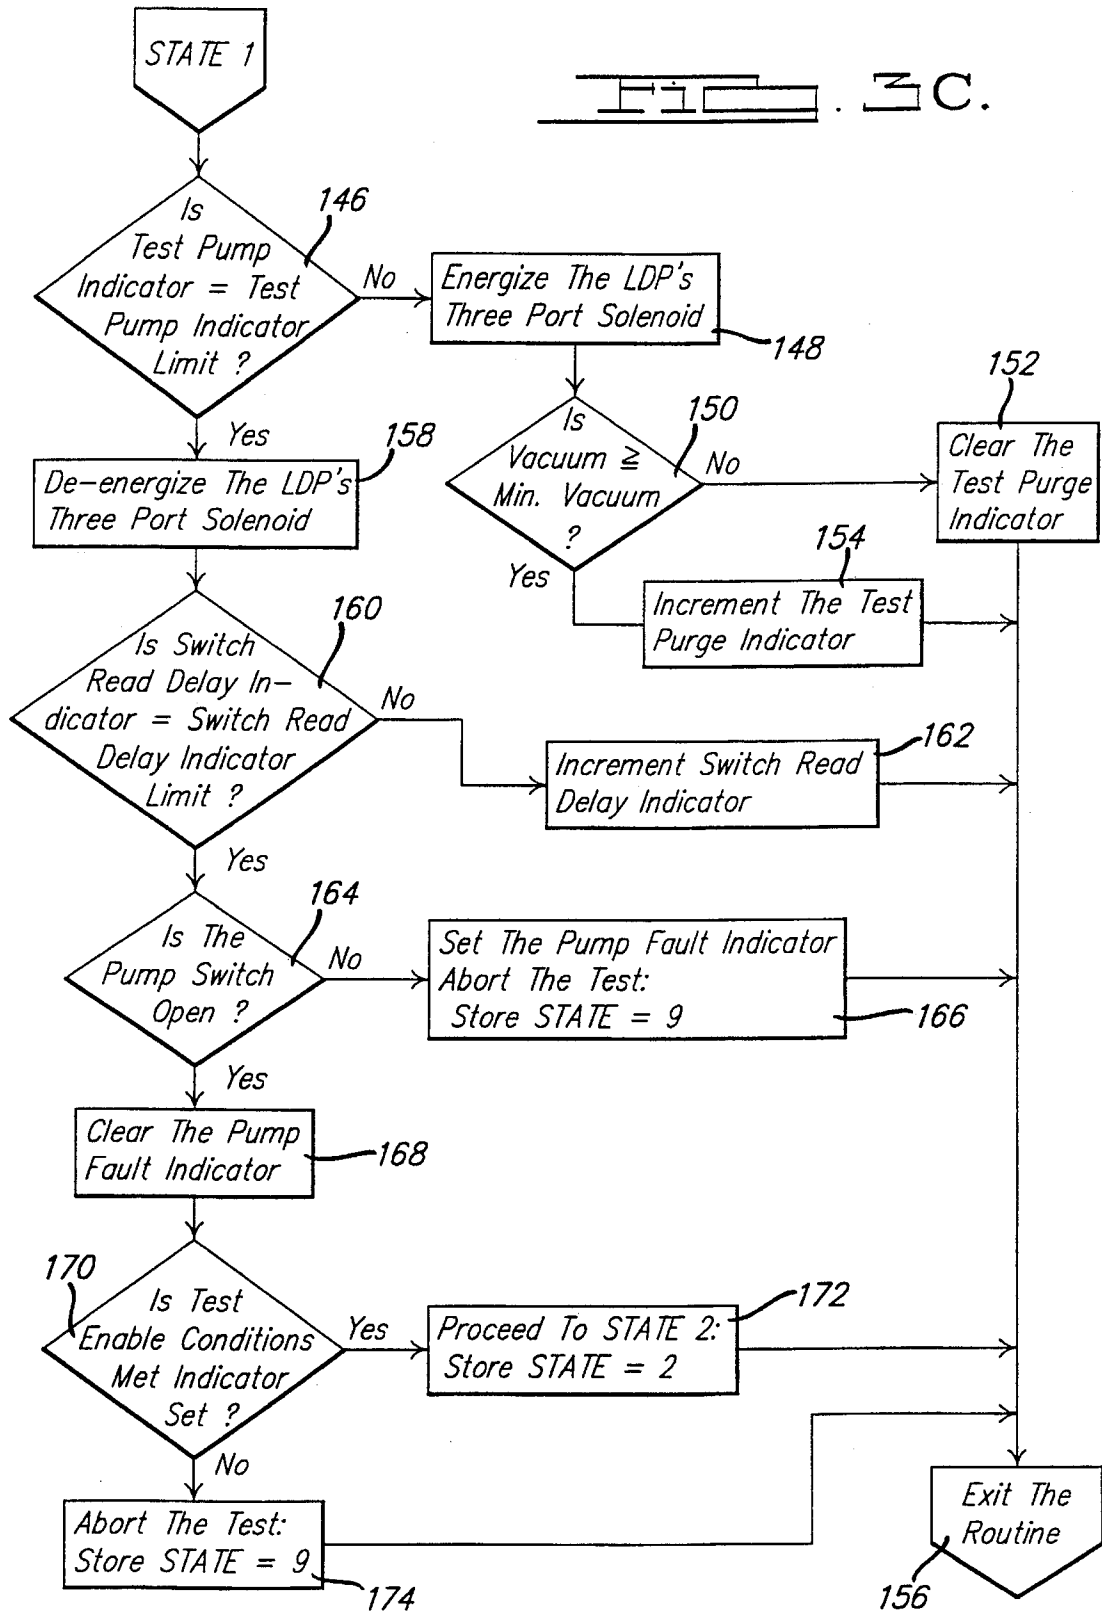 STATE 1
FIG. 3C.
Is
Test Pump
Indicator = Test
Pump Indicator
Limit ?
146
No
Energize The LDP's
Three Port Solenoid
148
Yes
Is
Vacuum ≧
Min. Vacuum
?
150
No
152
Clear The
Test Purge
Indicator
Yes
154
Increment The Test
Purge Indicator
158
De-energize The LDP's
Three Port Solenoid
160
Is Switch
Read Delay In-
dicator = Switch Read
Delay Indicator
Limit ?
No
162
Increment Switch Read
Delay Indicator
Yes
164
Is The
Pump Switch
Open ?
No
Set The Pump Fault Indicator
Abort The Test:
Store STATE = 9
166
Yes
Clear The Pump
Fault Indicator
168
170
Is Test
Enable Conditions
Met Indicator
Set ?
Yes
172
Proceed To STATE 2:
Store STATE = 2
No
Abort The Test:
Store STATE = 9
174
Exit The
Routine
156